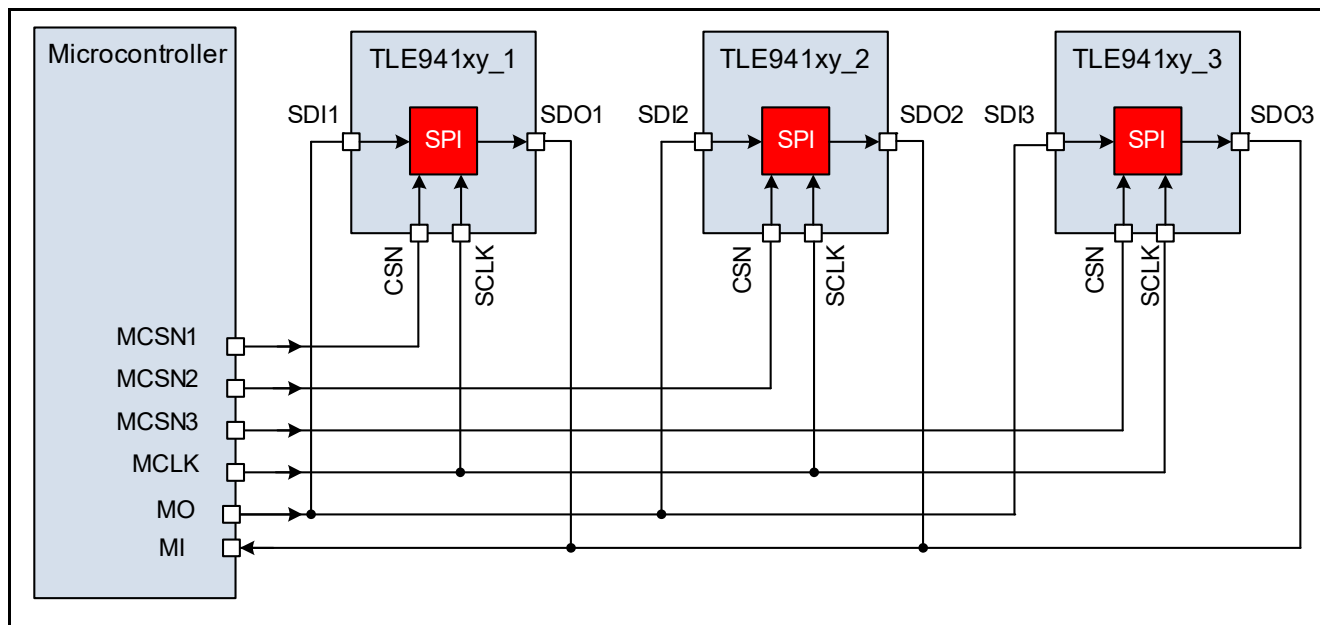 Microcontroller
TLE941xy_1
TLE941xy_2
TLE941xy_3
SDI1
SPI
SDO1
SDI2
SPI
SDO2
SDI3
SPI
SDO3
CSN
SCLK
CSN
SCLK
CSN
SCLK
MCSN1
MCSN2
MCSN3
MCLK
MO
MI